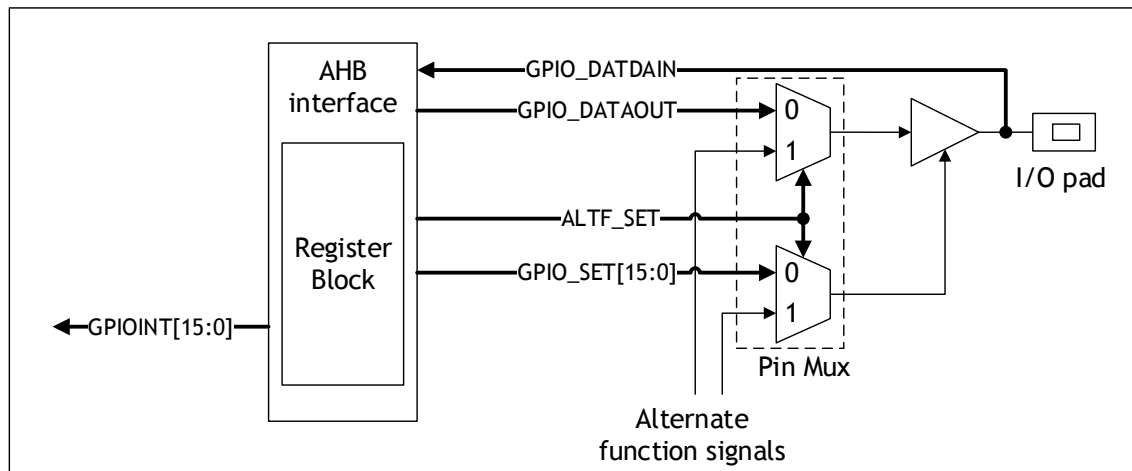 AHB
interface
GPIO_DATDAIN
GPIO_DATAOUT
0
1
I/O pad
ALTF_SET
Register
Block
GPIO_SET[15:0]
0
1
GPIOINT[15:0]
Pin Mux
Alternate
function signals